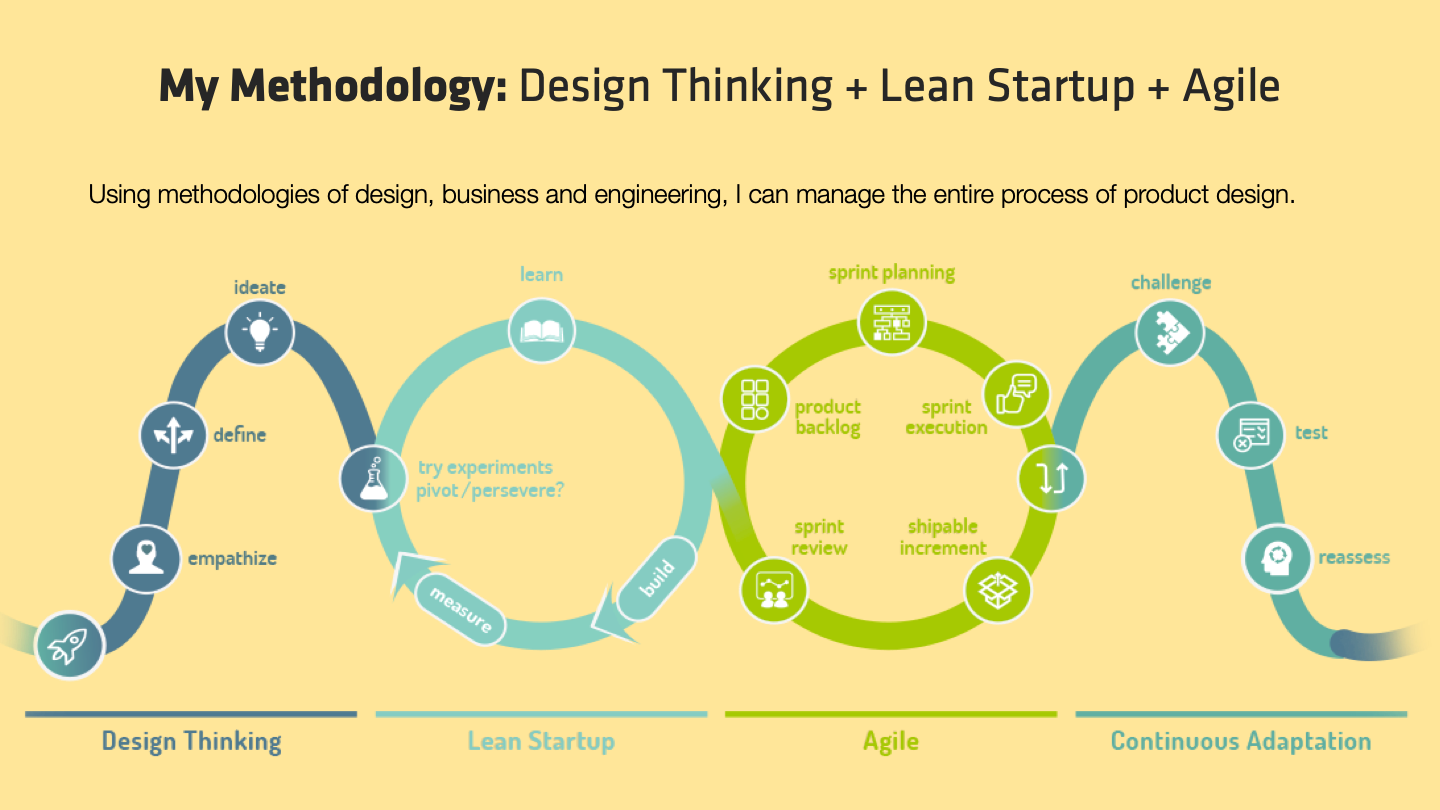 My Methodology: Design Thinking + Lean Startup + Agile
Using methodologies of design, business and engineering, I can manage the entire process of product design.
ideate
define
empathize
learn
try experiments
pivot/persevere?
build
measure
sprint planning
product
backlog
sprint
execution
sprint
review
shipable
increment
challenge
test
reassess
Design Thinking
Lean Startup
Agile
Continuous Adaptation